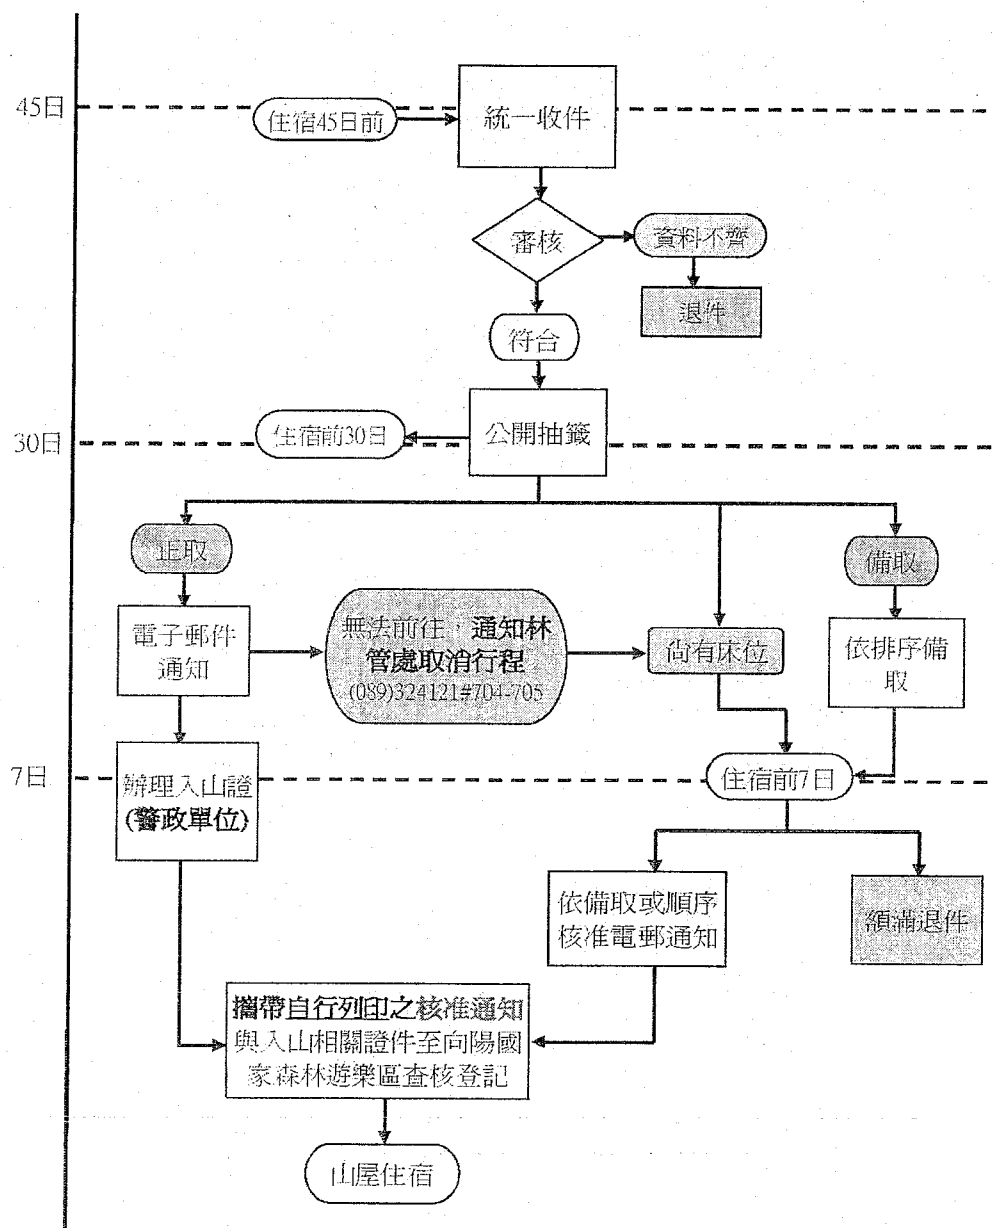 45日
住宿45日前
統一收件
審核
資料不齊
退件
符合
30日
住宿前30日
公開抽籤
正取
備取
電子郵件
通知
無法前往，通知林
管處取消行程
(089)324121#704-705
尚有床位
依排序備
取
7日
辦理入山證
(警政單位)
住宿前7日
依備取或順序
核准電郵通知
額滿退件
攜帶自行列印之核准通知
與入山相關證件至向陽國
家森林遊樂區查核登記
山屋住宿